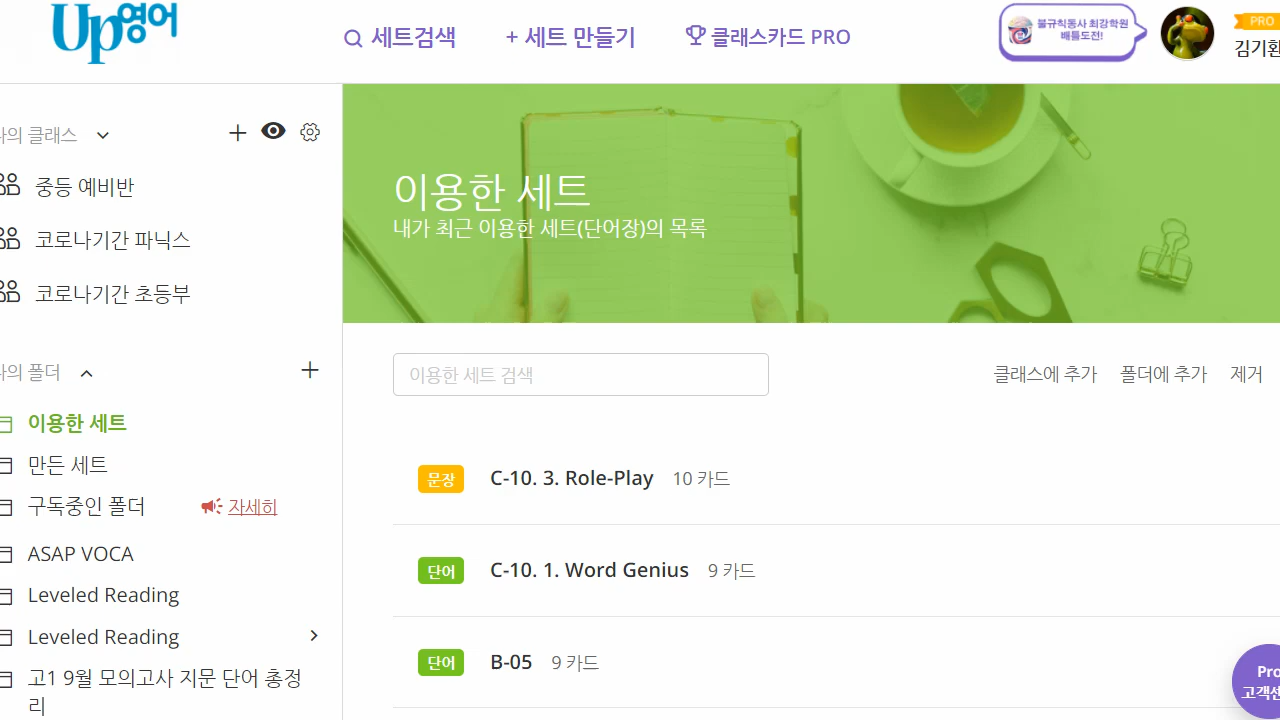 Up영어
세트검색
+ 세트 만들기
클래스카드 PRO
불규칙동사 최강학원
배틀도전!
PRO
김기환
나의 클래스
중등 예비반
코로나기간 파닉스
코로나기간 초등부
나의 폴더
이용한 세트
만든 세트
구독중인 폴더 자세히
ASAP VOCA
Leveled Reading
Leveled Reading
고1 9월 모의고사 지문 단어 총정
리
이용한 세트
내가 최근 이용한 세트(단어장)의 목록
이용한 세트 검색
클래스에 추가 폴더에 추가 제거
문장 C-10. 3. Role-Play 10 카드
단어 C-10. 1. Word Genius 9 카드
단어 B-05 9 카드
Pro
고객센